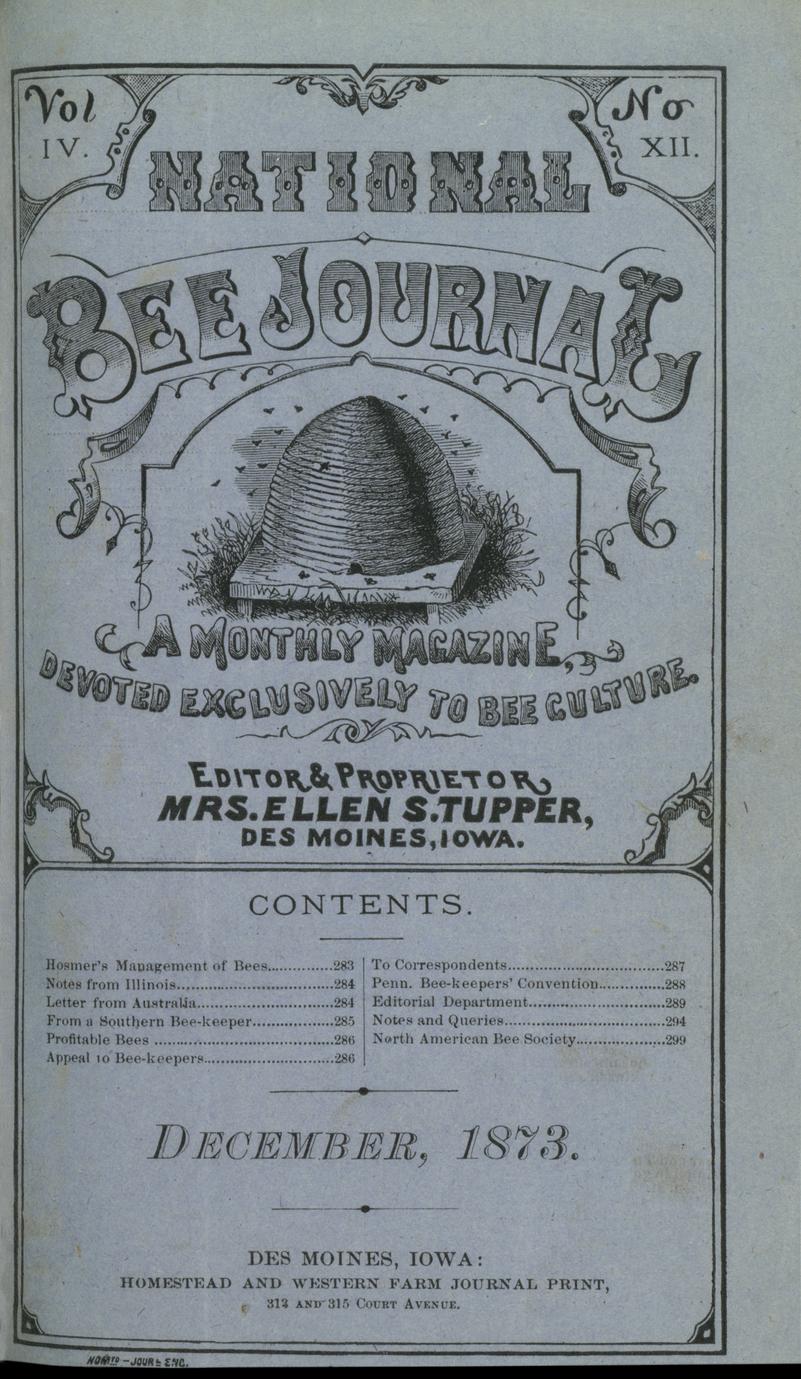 Vol
IV.
No
XII.
NATIONAL
BEE JOURNAL
A MONTHLY MAGAZINE,
DEVOTED EXCLUSIVELY TO BEE CULTURE.
EDITOR & PROPRIETOR
MRS. ELLEN S. TUPPER,
DES MOINES, IOWA.
CONTENTS.
Hosmer's Management of Bees..............283
Notes from Illinois...................................284
Letter from Australia..............................284
From a Southern Bee-keeper..................285
Profitable Bees ........................................286
Appeal to Bee-keepers.............................286
To Correspondents...................................287
Penn. Bee-keepers' Convention..............288
Editorial Department..............................289
Notes and Queries....................................294
North American Bee Society....................299
DECEMBER, 1873.
DES MOINES, IOWA:
HOMESTEAD AND WESTERN FARM JOURNAL PRINT,
313 AND 315 COURT AVENUE.